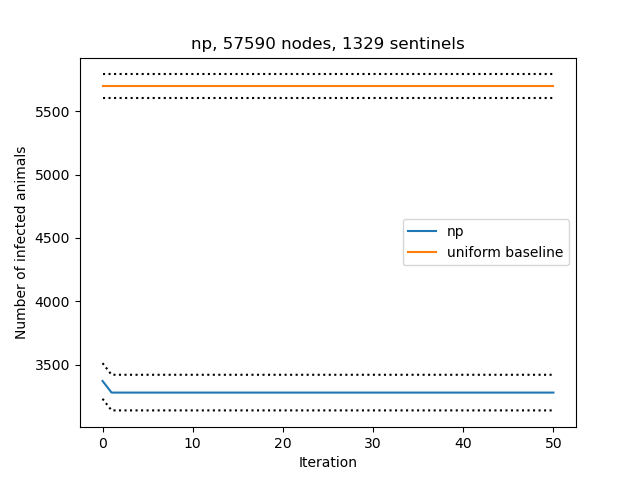 np, 57590 nodes, 1329 sentinels
Number of infected animals
5500
5000
4500
4000
3500
np
uniform baseline
0 10 20 30 40 50
Iteration